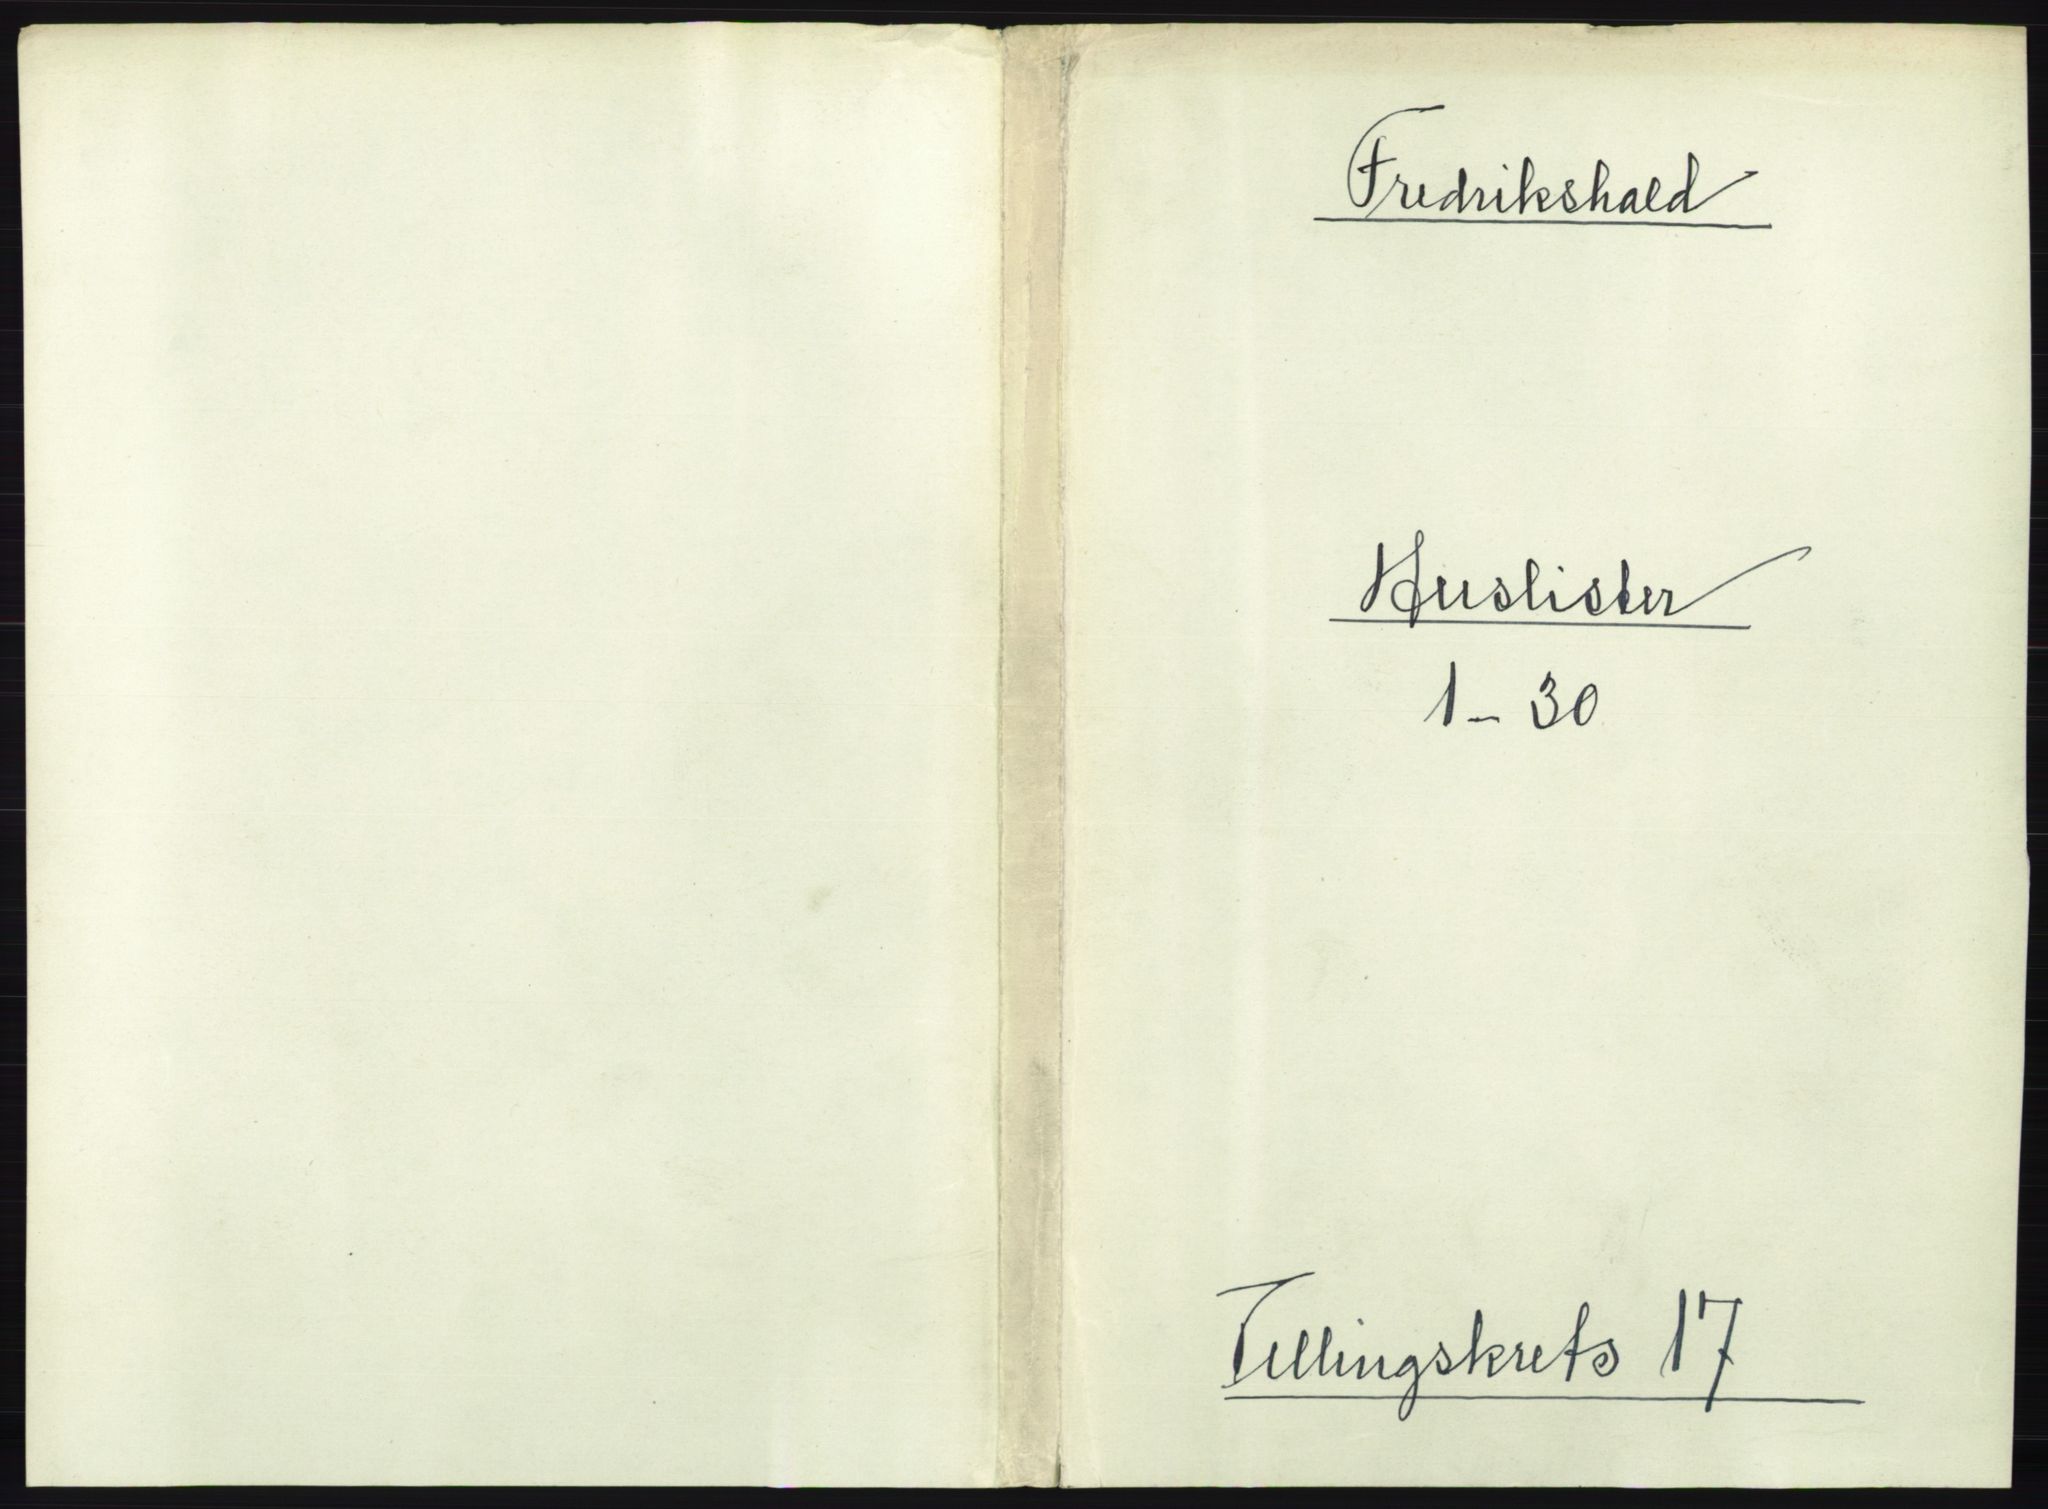 Fredrikshald
Huslister
1 - 30
Tellingskrets 17